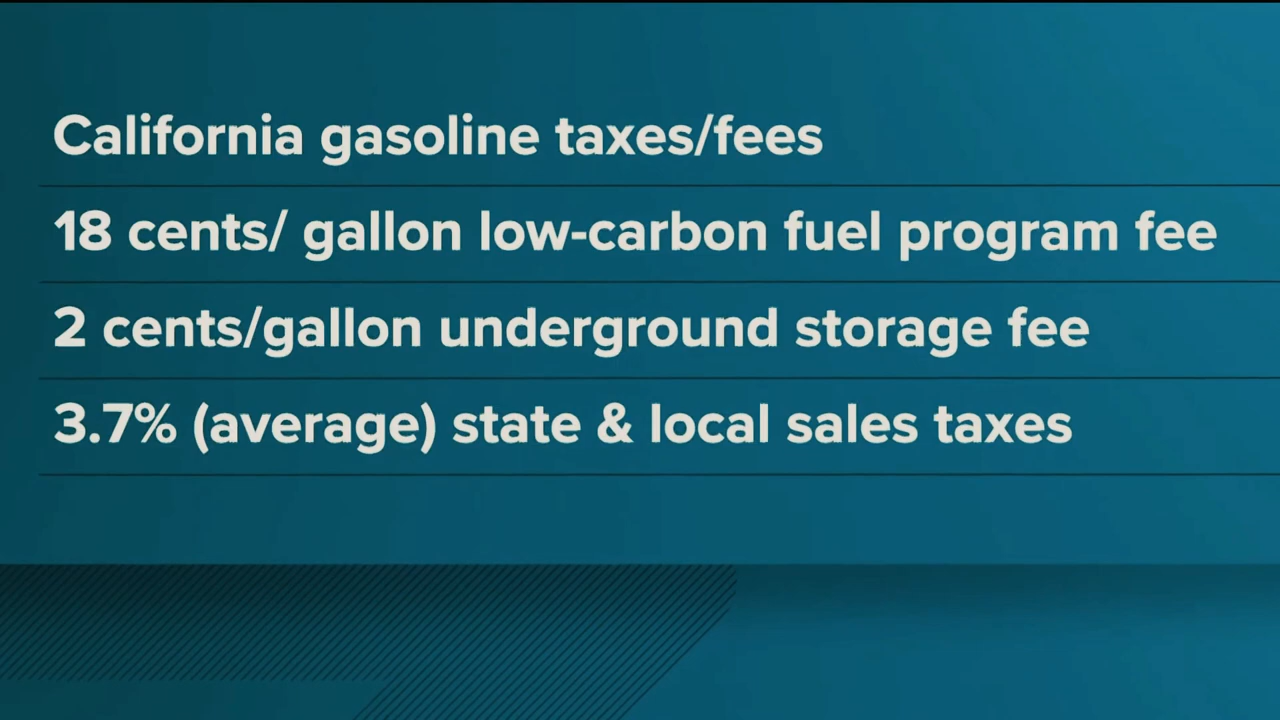 California gasoline taxes/fees
18 cents/ gallon low-carbon fuel program fee
2 cents/gallon underground storage fee
3.7% (average) state & local sales taxes